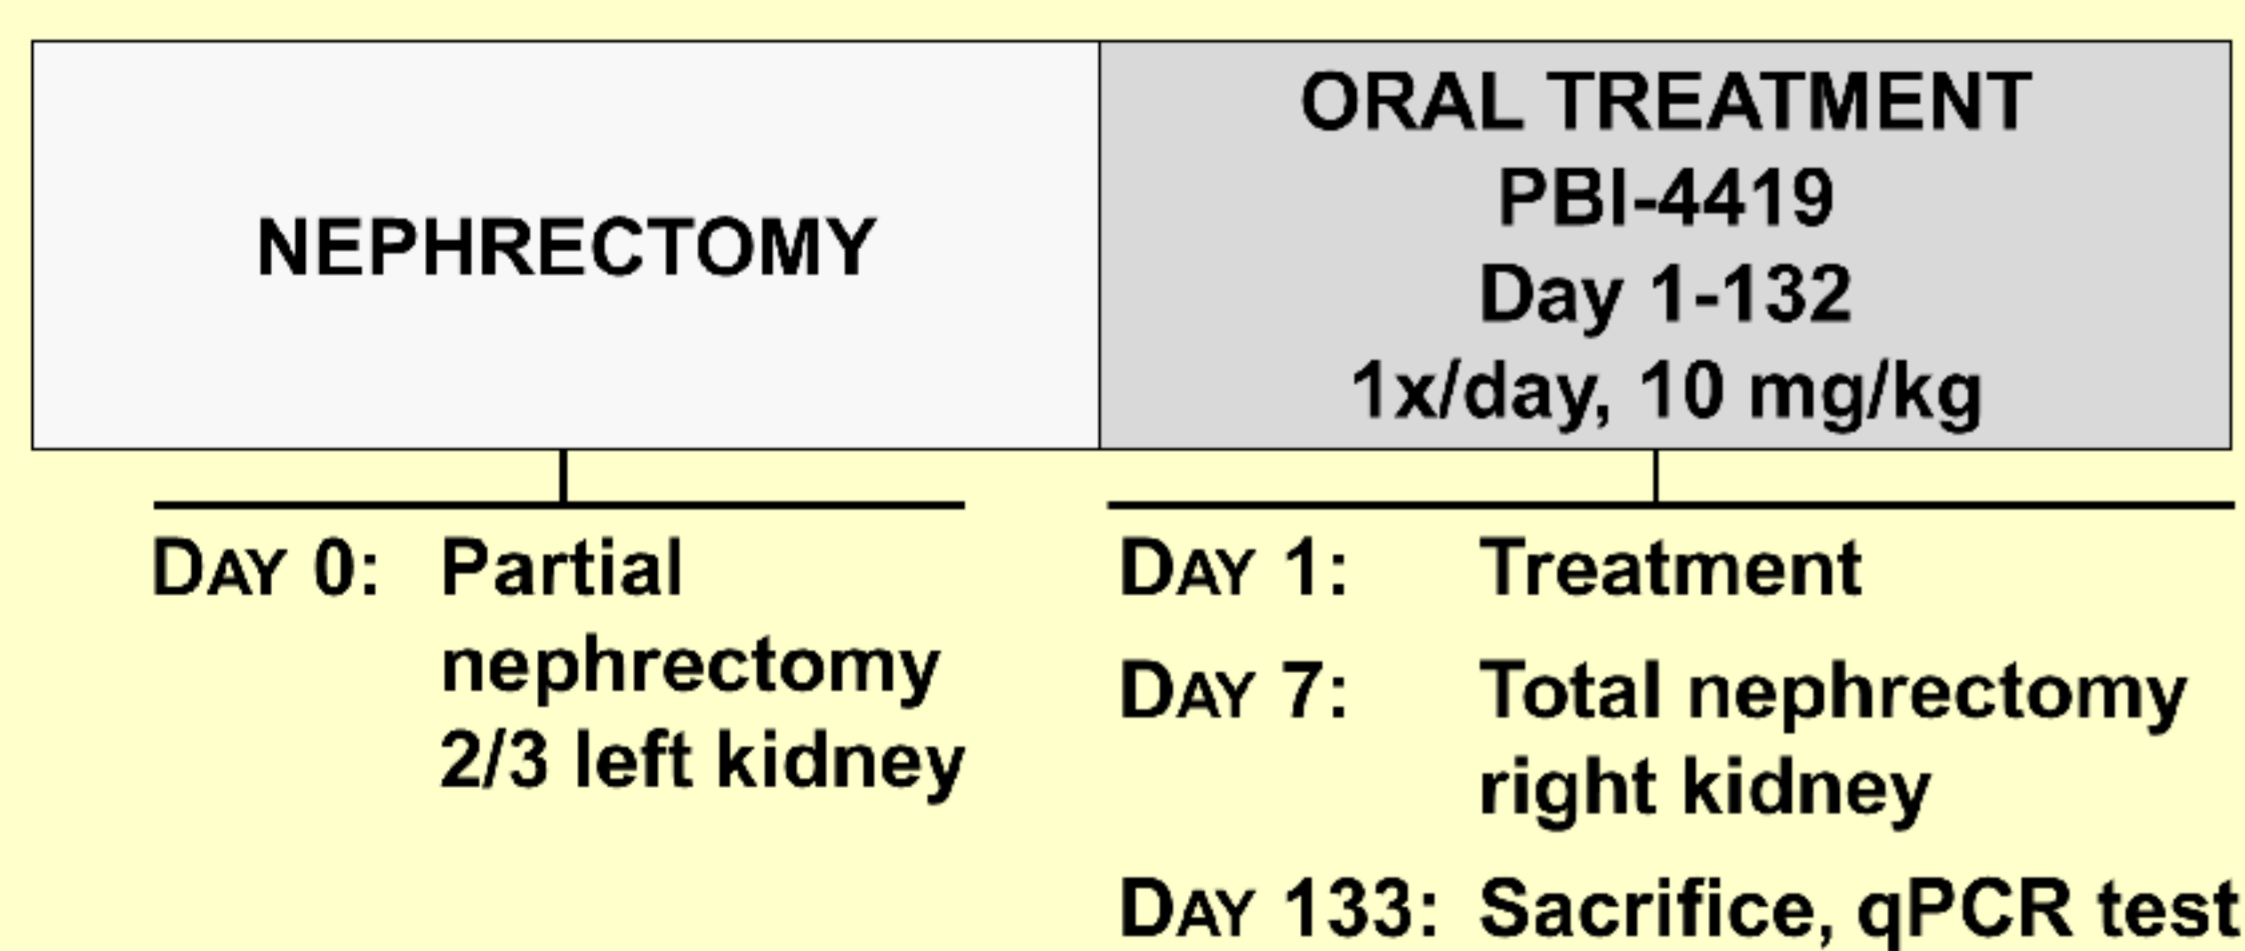 NEPHRECTOMY
ORAL TREATMENT
PBI-4419
Day 1-132
1x/day, 10 mg/kg
DAY 0: Partial
nephrectomy
2/3 left kidney
DAY 1: Treatment
DAY 7: Total nephrectomy
right kidney
DAY 133: Sacrifice, qPCR test